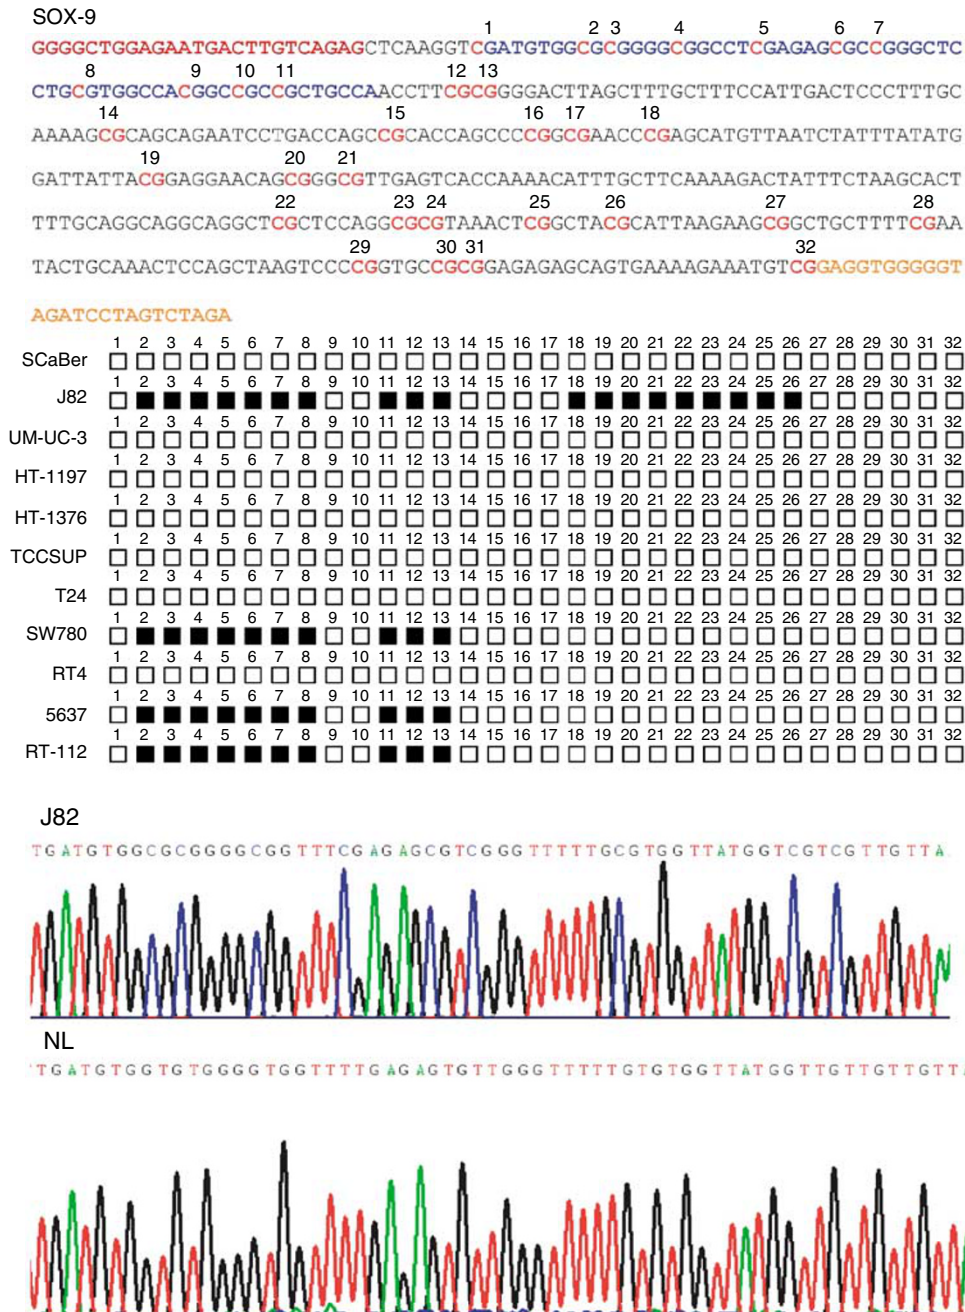 SOX-9
1 2 3 4 5 6 7
GGGGCTGGAGAATGACTTGTCAGAGCTCAAGGTCGATGTGGCGCGGGGCGGCCTCGAGAGCGCCGGGCTC
8 9 10 11 12 13
CTGCGTGGCCACGGCCGCCGCTGCCAACCTTCGCGGGGACTTAGCTTTGCTTTCCATTGACTCCCTTTGC
14 15 16 17 18
AAAAGCGCAGCAGAATCCTGACCAGCCGCACCAGCCCCGGCGAACCCGAGCATGTTAATCTATTTATATG
19 20 21
GATTATTACGGAGGAACAGCGGGCGTTGAGTCACCAAAACATTTGCTTCAAAAGACTATTTCTAAGCACT
22 23 24 25 26 27 28
TTTGCAGGCAGGCAGGCTCGCTCCAGGCGCGTAAACTCGGCTACGCATTAAGAAGCGGCTGCTTTTCGAA
29 30 31 32
TACTGCAAACTCCAGCTAAGTCCCCGGTGCCGCGGAGAGAGCAGTGAAAAGAAATGTCGGAGGTGGGGGT
AGATCCTAGTCTAGA
1 2 3 4 5 6 7 8 9 10 11 12 13 14 15 16 17 18 19 20 21 22 23 24 25 26 27 28 29 30 31 32
SCaBer
1 2 3 4 5 6 7 8 9 10 11 12 13 14 15 16 17 18 19 20 21 22 23 24 25 26 27 28 29 30 31 32
J82
1 2 3 4 5 6 7 8 9 10 11 12 13 14 15 16 17 18 19 20 21 22 23 24 25 26 27 28 29 30 31 32
UM-UC-3
1 2 3 4 5 6 7 8 9 10 11 12 13 14 15 16 17 18 19 20 21 22 23 24 25 26 27 28 29 30 31 32
HT-1197
1 2 3 4 5 6 7 8 9 10 11 12 13 14 15 16 17 18 19 20 21 22 23 24 25 26 27 28 29 30 31 32
HT-1376
1 2 3 4 5 6 7 8 9 10 11 12 13 14 15 16 17 18 19 20 21 22 23 24 25 26 27 28 29 30 31 32
TCCSUP
1 2 3 4 5 6 7 8 9 10 11 12 13 14 15 16 17 18 19 20 21 22 23 24 25 26 27 28 29 30 31 32
T24
1 2 3 4 5 6 7 8 9 10 11 12 13 14 15 16 17 18 19 20 21 22 23 24 25 26 27 28 29 30 31 32
SW780
1 2 3 4 5 6 7 8 9 10 11 12 13 14 15 16 17 18 19 20 21 22 23 24 25 26 27 28 29 30 31 32
RT4
1 2 3 4 5 6 7 8 9 10 11 12 13 14 15 16 17 18 19 20 21 22 23 24 25 26 27 28 29 30 31 32
5637
1 2 3 4 5 6 7 8 9 10 11 12 13 14 15 16 17 18 19 20 21 22 23 24 25 26 27 28 29 30 31 32
RT-112
J82
TGATGTGGCGCGGGGCGGTTTCGAGAGCGTCGGGTTTTTGCGTGGTTATGGTCGTCGTTGTTA
NL
TGATGTGGTGTGGGGTGGTTTTGAGAGTGTTGGGTTTTTGTGTGGTTATGGTTGTTGTTGTT